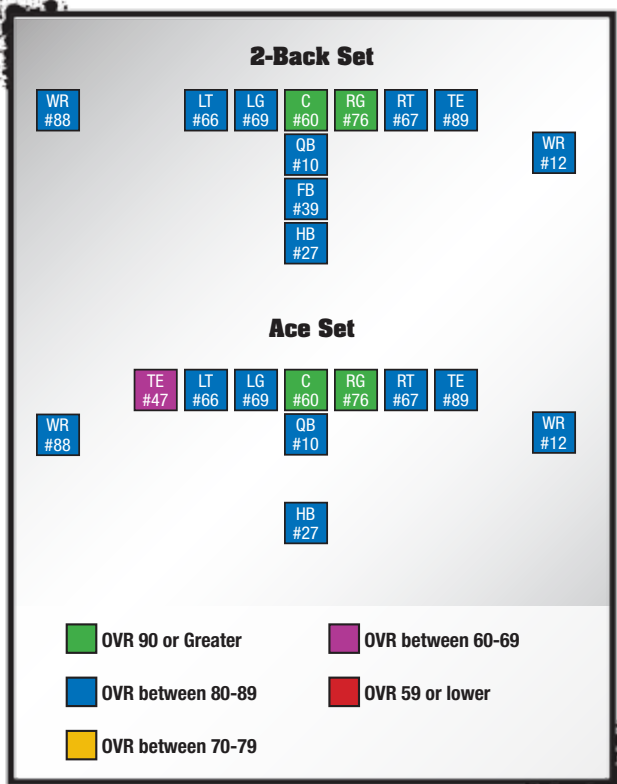 2-Back Set
WR LT LG C RG RT TE
#88 #66 #69 #60 #76 #67 #89
QB WR
#10 #12
FB
#39
HB
#27
Ace Set
TE LT LG C RG RT TE
#47 #66 #69 #60 #76 #67 #89
WR QB WR
#88 #10 #12
HB
#27
OVR 90 or Greater OVR between 60-69
OVR between 80-89 OVR 59 or lower
OVR between 70-79